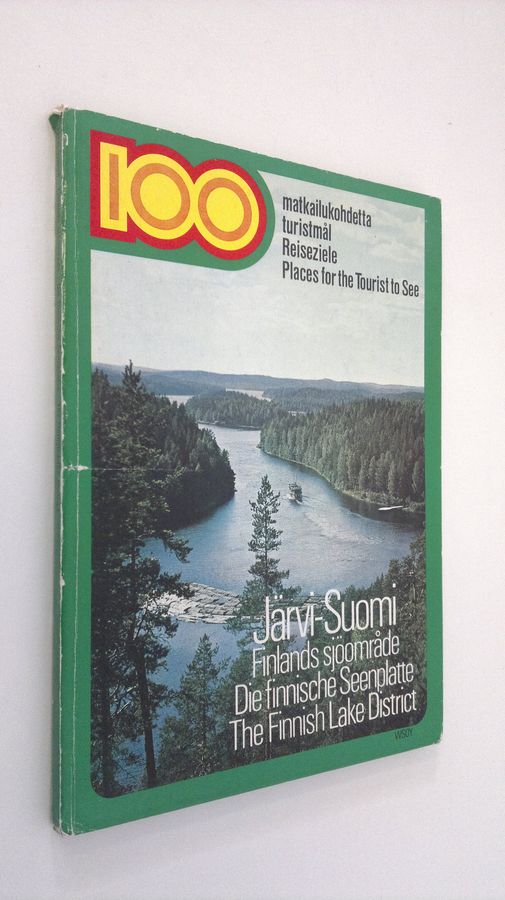 100
matkailukohdetta
turistmål
Reiseziele
Places for the Tourist to See
Järvi-Suomi
Finlands sjöområde
Die finnische Seenplatte
The Finnish Lake District
WSOY